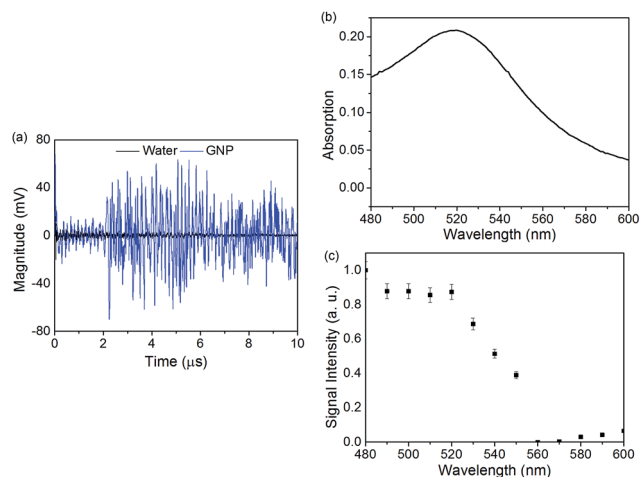 (a)
80
40
0
-40
-80
Magnitude (mV)
Water GNP
0 2 4 6 8 10
Time (μs)
(b)
0.20
0.15
0.10
0.05
0.00
Absorption
480 500 520 540 560 580 600
Wavelength (nm)
(c)
1.0
0.8
0.6
0.4
0.2
0.0
Signal Intensity (a. u.)
480 500 520 540 560 580 600
Wavelength (nm)